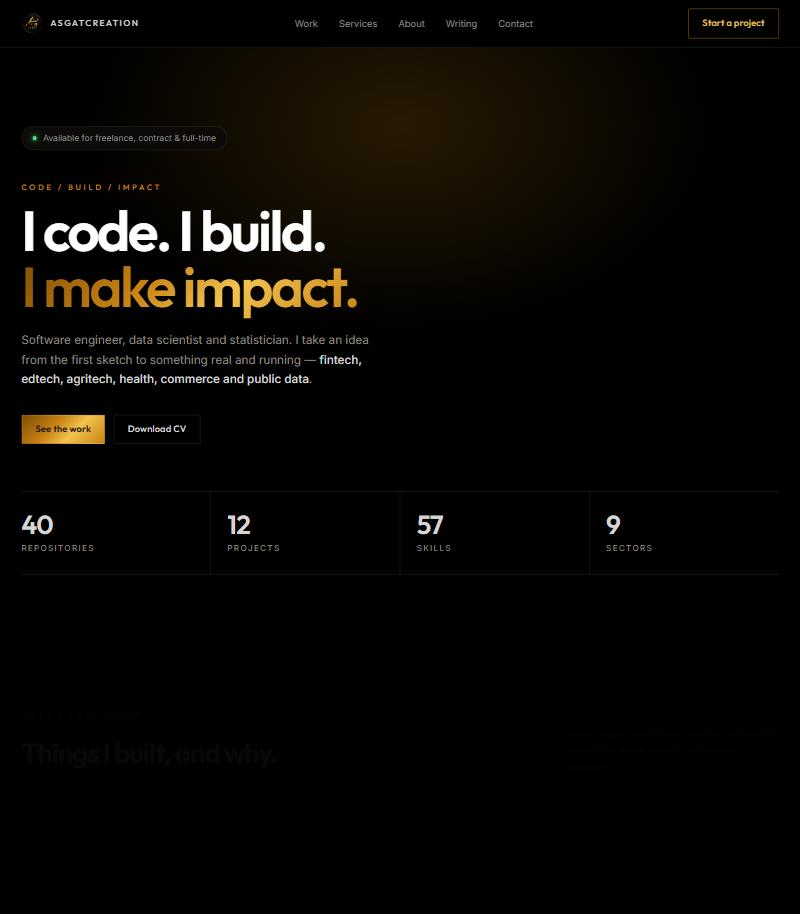 ASGATCREATION
Work
Services
About
Writing
Contact
Start a project
Available for freelance, contract & full-time
CODE / BUILD / IMPACT
I code. I build.
I make impact.
Software engineer, data scientist and statistician. I take an idea
from the first sketch to something real and running — fintech,
edtech, agritech, health, commerce and public data.
See the work
Download CV
40
REPOSITORIES
12
PROJECTS
57
SKILLS
9
SECTORS
SELECTED WORK
Things I built, and why.